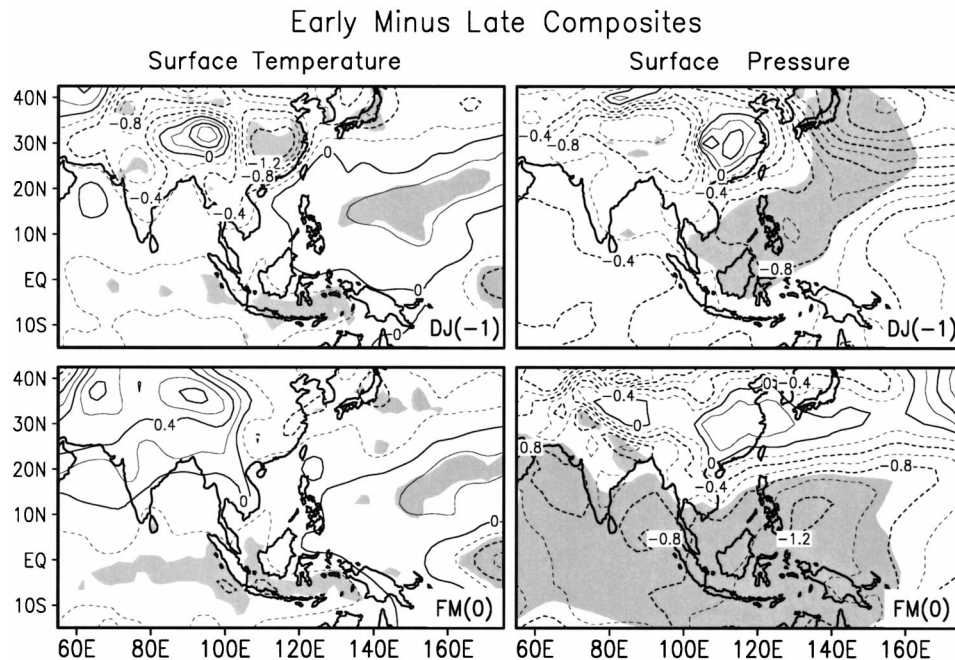 Early Minus Late Composites
Surface Temperature
Surface Pressure
40N
30N
20N
10N
EQ
10S
-0.8
0
-1.2
-0.8
-0.4
-0.4
0
0
DJ(-1)
-0.4
-0.8
0
-0.4
-0.4
-0.8
DJ(-1)
40N
30N
20N
10N
EQ
10S
0.4
0
0
FM(0)
-0.4
0
0
-0.4
0.8
0
-0.4
-0.8
-0.8
-1.2
FM(0)
60E 80E 100E 120E 140E 160E
60E 80E 100E 120E 140E 160E